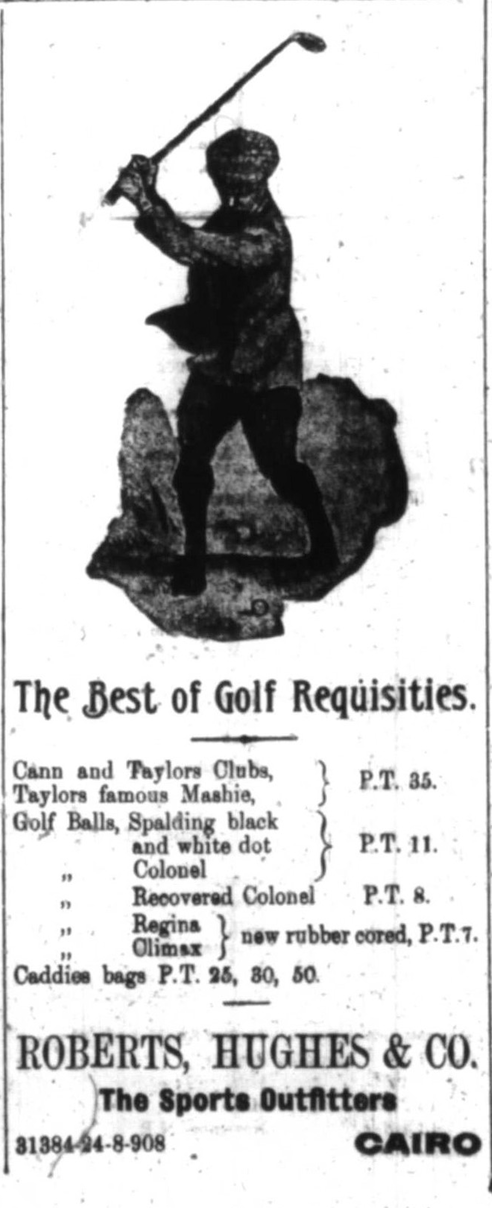 The Best of Golf Requisities.
Cann and Taylors Clubs,
Taylors famous Mashie, } P.T. 35.
Golf Balls, Spalding black
and white dot } P.T. 11.
„ Colonel
„ Recovered Colonel P.T. 8.
„ Regina } new rubber cored, P.T. 7.
„ Climax
Caddies bags P.T. 25, 30, 50.
ROBERTS, HUGHES & CO.
The Sports Outfitters
31384-24-8-908 CAIRO